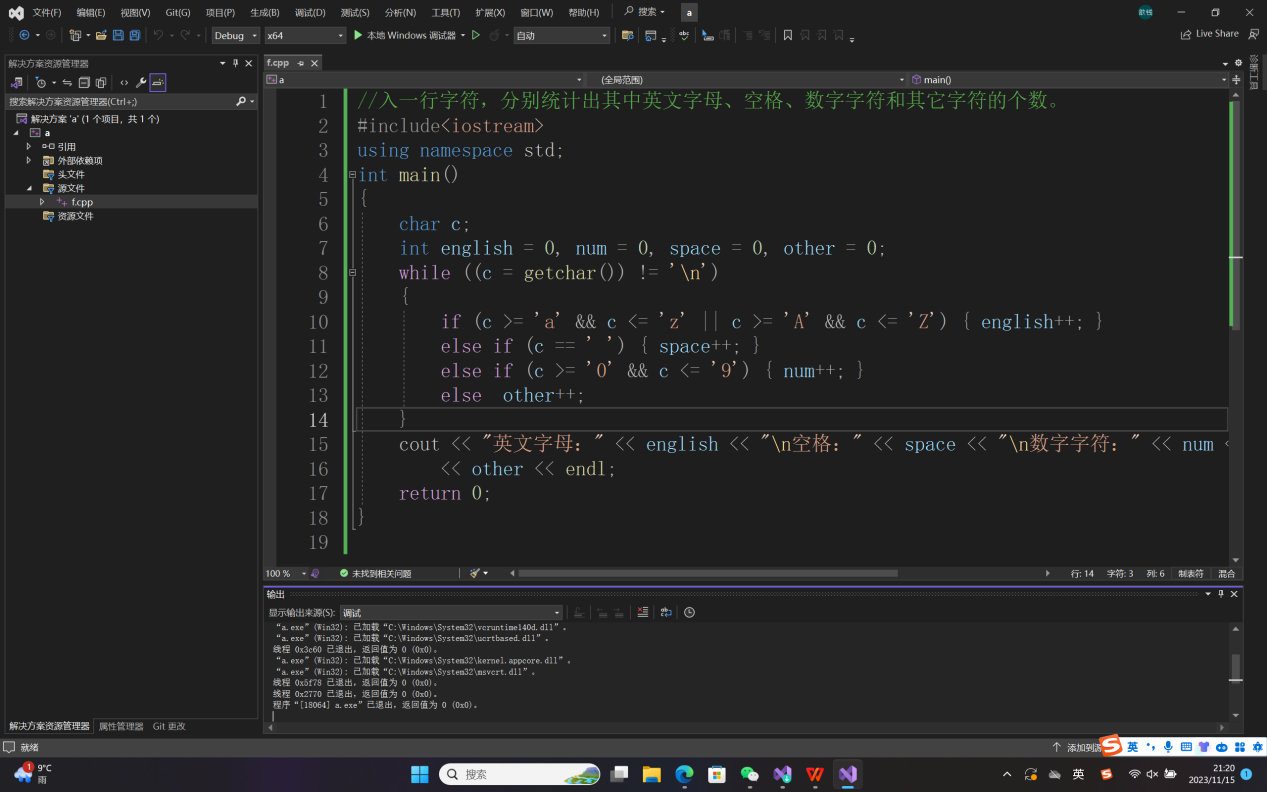 文件(F) 编辑(E) 视图(V) Git(G) 项目(P) 生成(B) 调试(D) 测试(S) 分析(N) 工具(T) 扩展(X) 窗口(W) 帮助(H) 搜索 a
Debug x64 本地 Windows 调试器 自动 Live Share
解决方案资源管理器
搜索解决方案资源管理器(Ctrl+;)
解决方案 'a' (1 个项目，共 1 个)
a
引用
外部依赖项
头文件
源文件
f.cpp
资源文件
解决方案资源管理器 属性管理器 Git 更改
f.cpp
a (全局范围) main()
诊断工具
1 //入一行字符，分别统计出其中英文字母、空格、数字字符和其它字符的个数。
2 #include<iostream>
3 using namespace std;
4 int main()
5 {
6 char c;
7 int english = 0, num = 0, space = 0, other = 0;
8 while ((c = getchar()) != '\n')
9 {
10 if (c >= 'a' && c <= 'z' || c >= 'A' && c <= 'Z') { english++; }
11 else if (c == ' ') { space++; }
12 else if (c >= '0' && c <= '9') { num++; }
13 else  other++;
14 }
15 cout << "英文字母：" << english << "\n空格：" << space << "\n数字字符：" << num <
16 << other << endl;
17 return 0;
18 }
19
100 % 未找到相关问题 行: 14 字符: 3 列: 6 制表符 混合
输出
显示输出来源(S): 调试
“a.exe”(Win32): 已加载“C:\Windows\System32\vcruntime140d.dll”。
“a.exe”(Win32): 已加载“C:\Windows\System32\ucrtbased.dll”。
线程 0x3c60 已退出，返回值为 0 (0x0)。
“a.exe”(Win32): 已加载“C:\Windows\System32\kernel.appcore.dll”。
“a.exe”(Win32): 已加载“C:\Windows\System32\msvcrt.dll”。
线程 0x5f78 已退出，返回值为 0 (0x0)。
线程 0x2770 已退出，返回值为 0 (0x0)。
程序“[18064] a.exe”已退出，返回值为 0 (0x0)。
就绪 添加到源 英
1 9°C
雨
搜索
英
21:20
2023/11/15
1